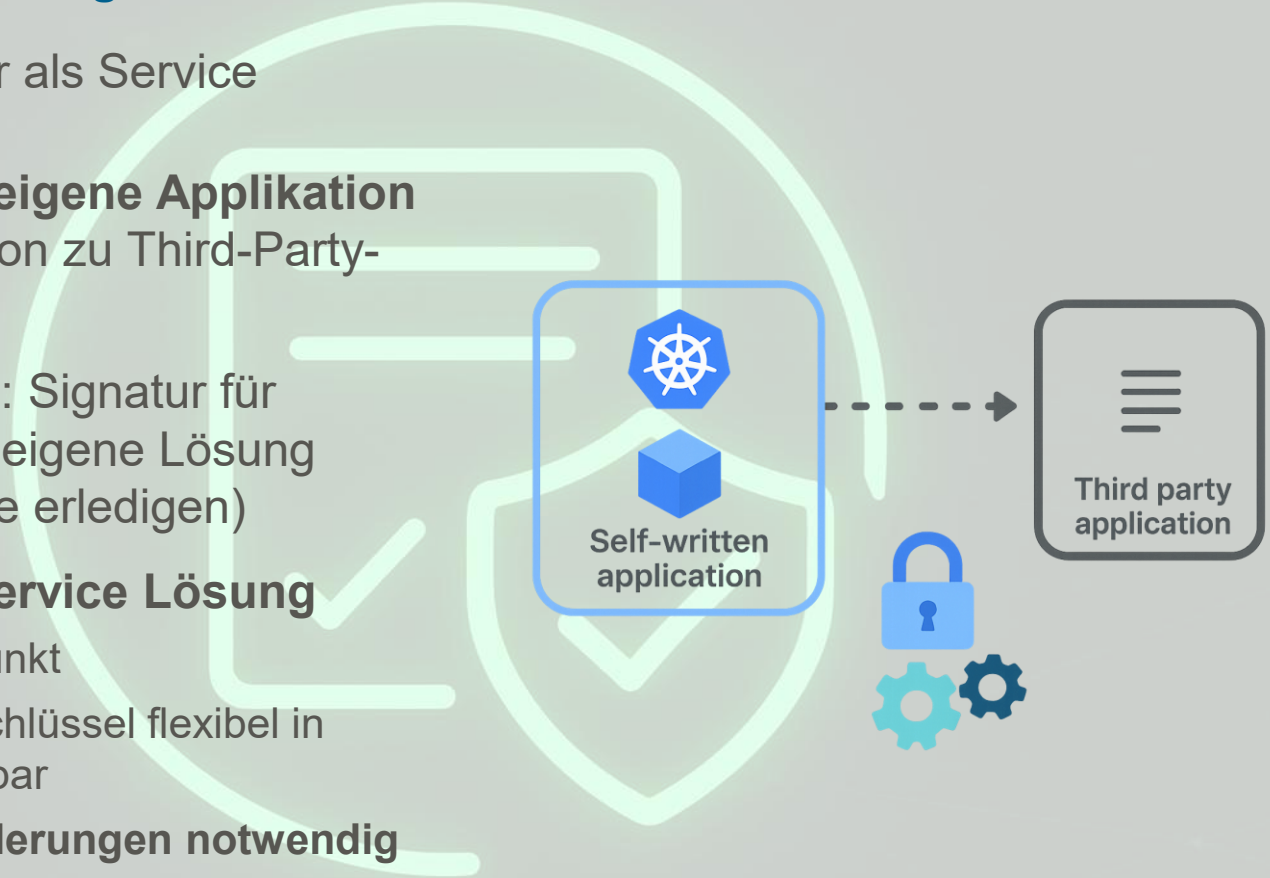 r als Service
eigene Applikation
on zu Third-Party-
: Signatur für
eigene Lösung
e erledigen)
ervice Lösung
unkt
chlüssel flexibel in
bar
derungen notwendig
Self-written
application
Third party
application